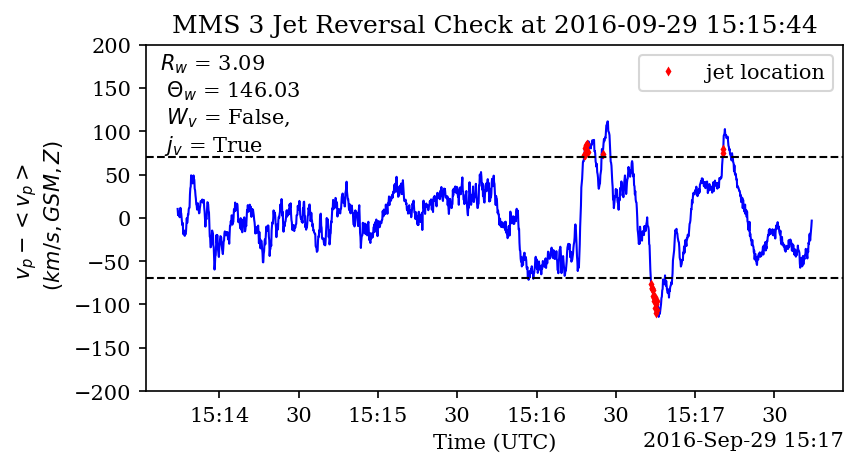 MMS 3 Jet Reversal Check at 2016-09-29 15:15:44
R_w = 3.09
Θ_w = 146.03
W_v = False,
j_v = True
jet location
200
150
100
50
0
−50
−100
−150
−200
v_p − < v_p >
(km/s, GSM, Z)
15:14 30 15:15 30 15:16 30 15:17 30
Time (UTC)
2016-Sep-29 15:17